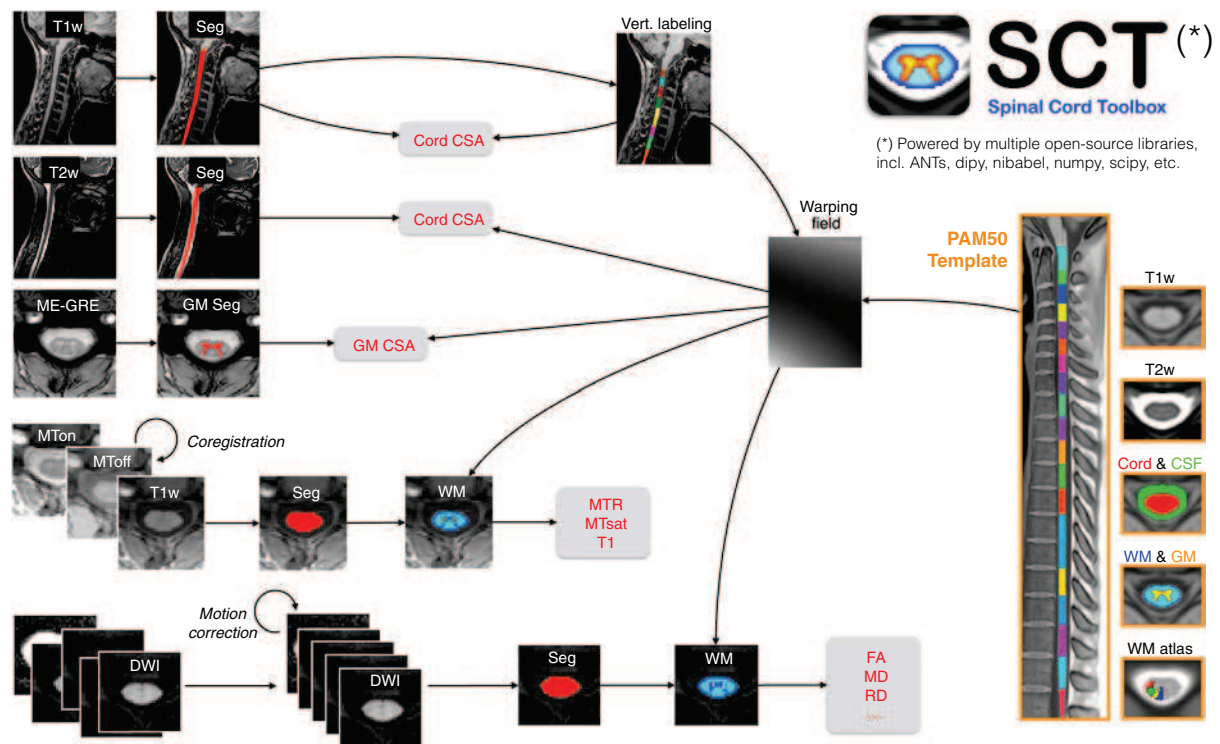 T1w
Seg
Vert. labeling
SCT (*)
Spinal Cord Toolbox
(*) Powered by multiple open-source libraries,
incl. ANTs, dipy, nibabel, numpy, scipy, etc.
Cord CSA
T2w
Seg
Cord CSA
Warping
field
PAM50
Template
T1w
T2w
Cord & CSF
WM & GM
WM atlas
ME-GRE
GM Seg
GM CSA
MTon
MToff
T1w
Coregistration
Seg
WM
MTR
MTsat
T1
Motion
correction
DWI
DWI
Seg
WM
FA
MD
RD